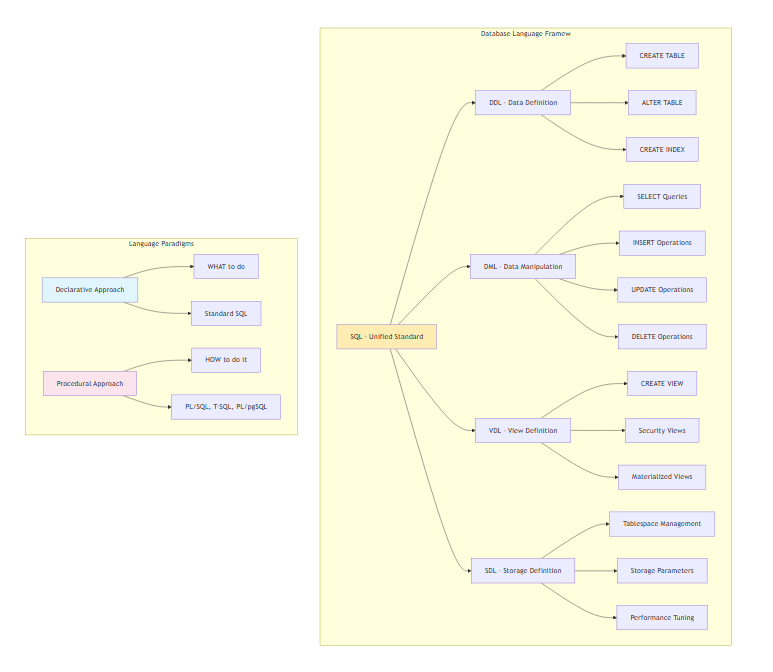 Database Language Framew
CREATE TABLE
DDL - Data Definition
ALTER TABLE
CREATE INDEX
SELECT Queries
INSERT Operations
DML - Data Manipulation
UPDATE Operations
DELETE Operations
SQL - Unified Standard
CREATE VIEW
VDL - View Definition
Security Views
Materialized Views
Tablespace Management
SDL - Storage Definition
Storage Parameters
Performance Tuning
Language Paradigms
WHAT to do
Declarative Approach
Standard SQL
HOW to do it
Procedural Approach
PL/SQL, T-SQL, PL/pgSQL